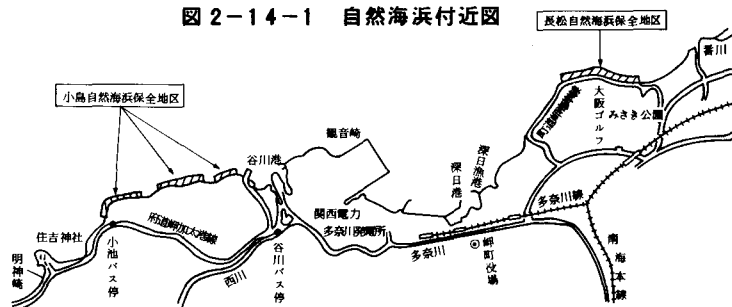 図 2-14-1 自然海浜付近図
長松自然海浜保全地区
番川
小島自然海浜保全地区
大阪ゴルフ
みさき公園
観音崎
谷川港
深日港
深日漁港
関西電力
多奈川発電所
多奈川線
府道岬加太港線
住吉神社
小池バス停
明神崎
西川
谷川バス停
多奈川
岬町役場
南海本線